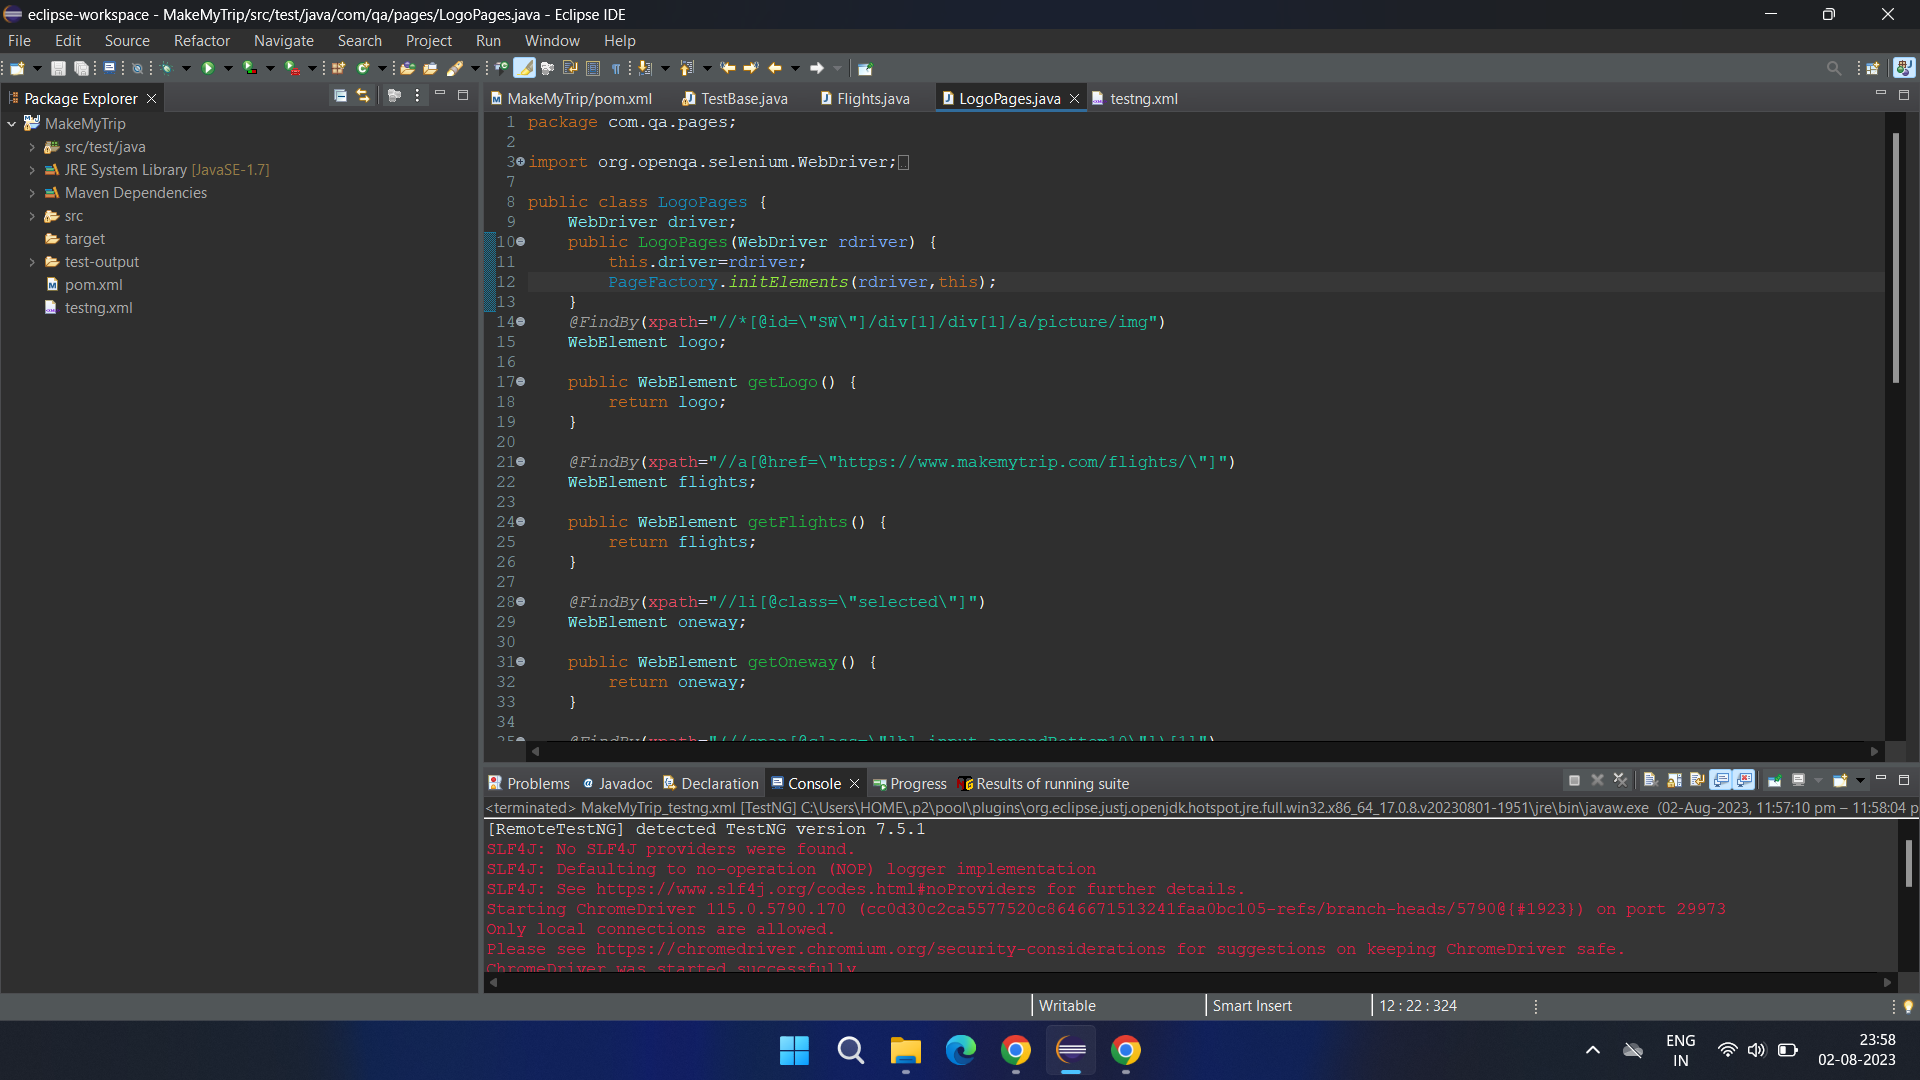 eclipse-workspace - MakeMyTrip/src/test/java/com/qa/pages/LogoPages.java - Eclipse IDE
File Edit Source Refactor Navigate Search Project Run Window Help
Package Explorer
MakeMyTrip/pom.xml TestBase.java Flights.java LogoPages.java testng.xml
MakeMyTrip
src/test/java
JRE System Library [JavaSE-1.7]
Maven Dependencies
src
target
test-output
pom.xml
testng.xml
1 package com.qa.pages;
2
3 import org.openqa.selenium.WebDriver;
7
8 public class LogoPages {
9 WebDriver driver;
10 public LogoPages(WebDriver rdriver) {
11 this.driver=rdriver;
12 PageFactory.initElements(rdriver,this);
13 }
14 @FindBy(xpath="//*[@id=\"SW\"]/div[1]/div[1]/a/picture/img")
15 WebElement logo;
16
17 public WebElement getLogo() {
18 return logo;
19 }
20
21 @FindBy(xpath="//a[@href=\"https://www.makemytrip.com/flights/\"]")
22 WebElement flights;
23
24 public WebElement getFlights() {
25 return flights;
26 }
27
28 @FindBy(xpath="//li[@class=\"selected\"]")
29 WebElement oneway;
30
31 public WebElement getOneway() {
32 return oneway;
33 }
34
Problems Javadoc Declaration Console Progress Results of running suite
<terminated> MakeMyTrip_testng.xml [TestNG] C:\Users\HOME\.p2\pool\plugins\org.eclipse.justj.openjdk.hotspot.jre.full.win32.x86_64_17.0.8.v20230801-1951\jre\bin\javaw.exe (02-Aug-2023, 11:57:10 pm – 11:58:04 p
[RemoteTestNG] detected TestNG version 7.5.1
SLF4J: No SLF4J providers were found.
SLF4J: Defaulting to no-operation (NOP) logger implementation
SLF4J: See https://www.slf4j.org/codes.html#noProviders for further details.
Starting ChromeDriver 115.0.5790.170 (cc0d30c2ca5577520c8646671513241faa0bc105-refs/branch-heads/5790@{#1923}) on port 29973
Only local connections are allowed.
Please see https://chromedriver.chromium.org/security-considerations for suggestions on keeping ChromeDriver safe.
ChromeDriver was started successfully
Writable Smart Insert 12 : 22 : 324
ENG
IN
23:58
02-08-2023